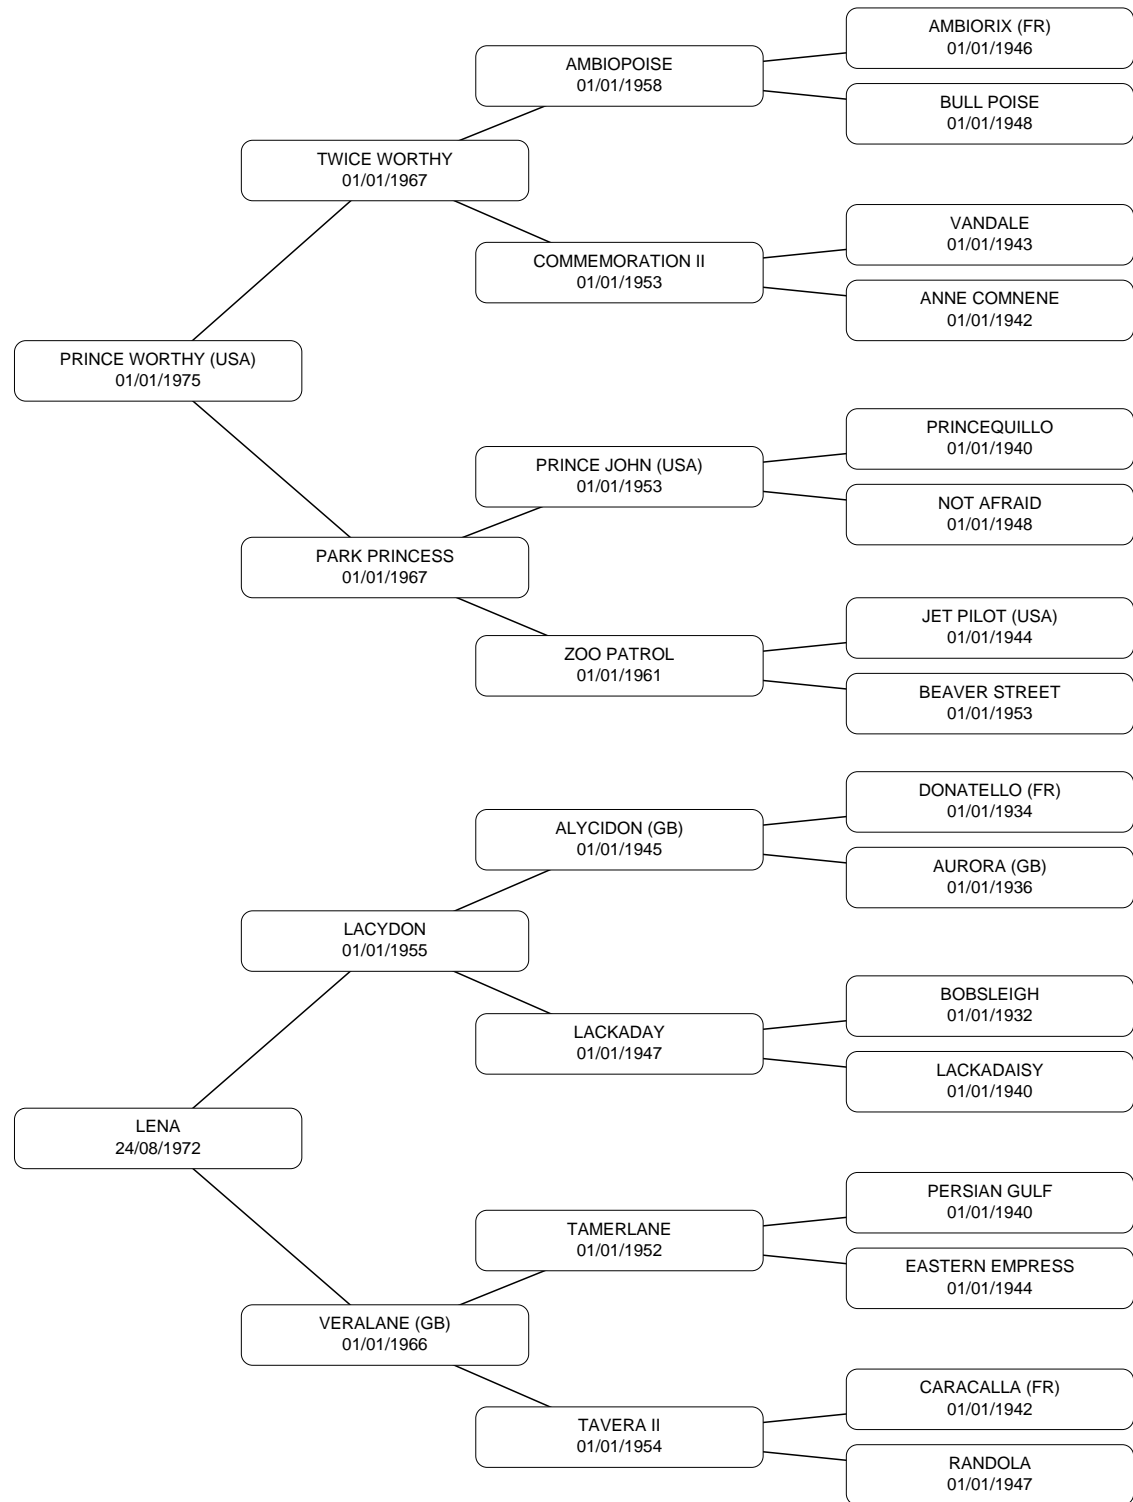 AMBIORIX (FR)
01/01/1946
AMBIOPOISE
01/01/1958
BULL POISE
01/01/1948
TWICE WORTHY
01/01/1967
VANDALE
01/01/1943
COMMEMORATION II
01/01/1953
ANNE COMNENE
01/01/1942
PRINCE WORTHY (USA)
01/01/1975
PRINCEQUILLO
01/01/1940
PRINCE JOHN (USA)
01/01/1953
NOT AFRAID
01/01/1948
PARK PRINCESS
01/01/1967
JET PILOT (USA)
01/01/1944
ZOO PATROL
01/01/1961
BEAVER STREET
01/01/1953
DONATELLO (FR)
01/01/1934
ALYCIDON (GB)
01/01/1945
AURORA (GB)
01/01/1936
LACYDON
01/01/1955
BOBSLEIGH
01/01/1932
LACKADAY
01/01/1947
LACKADAISY
01/01/1940
LENA
24/08/1972
PERSIAN GULF
01/01/1940
TAMERLANE
01/01/1952
EASTERN EMPRESS
01/01/1944
VERALANE (GB)
01/01/1966
CARACALLA (FR)
01/01/1942
TAVERA II
01/01/1954
RANDOLA
01/01/1947